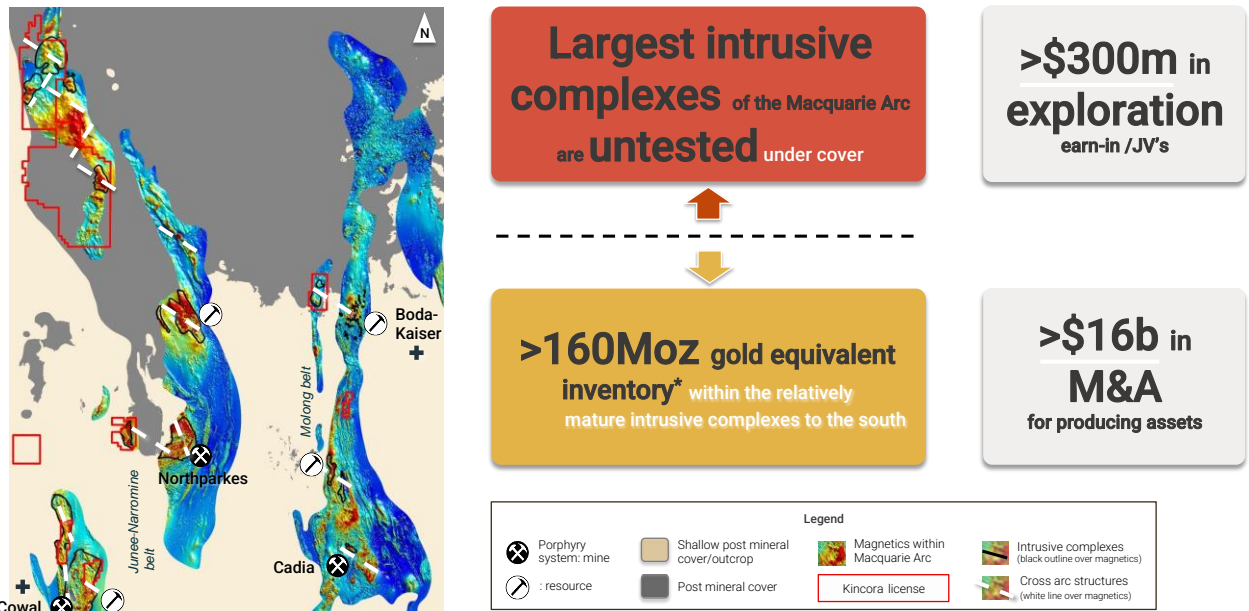 N
Boda-
Kaiser
Molong belt
Northparkes
Junee-Narromine
belt
Cadia
Cowal
Largest intrusive
complexes of the Macquarie Arc
are untested under cover
>$300m in
exploration
earn-in /JV's
>160Moz gold equivalent
inventory* within the relatively
mature intrusive complexes to the south
>$16b in
M&A
for producing assets
Legend
Porphyry
system: mine
: resource
Shallow post mineral
cover/outcrop
Post mineral cover
Magnetics within
Macquarie Arc
Kincora license
Intrusive complexes
(black outline over magnetics)
Cross arc structures
(white line over magnetics)